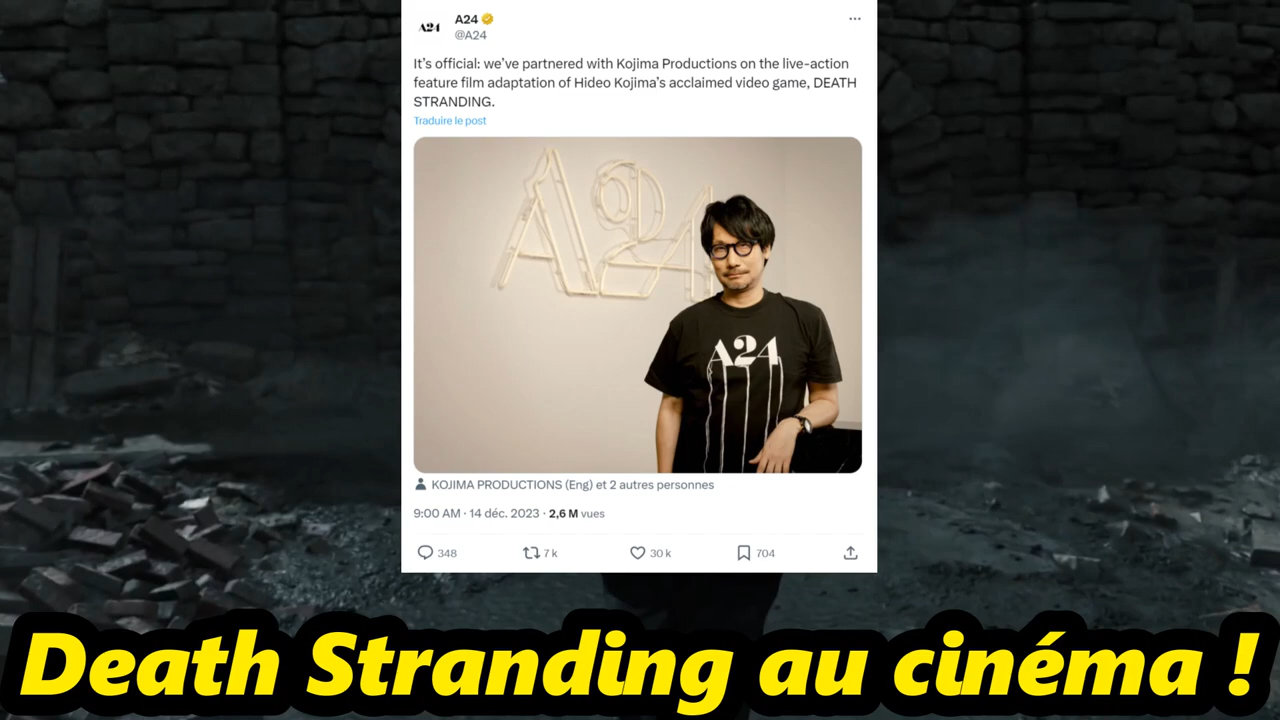 A24
A24
@A24
It's official: we've partnered with Kojima Productions on the live-action
feature film adaptation of Hideo Kojima's acclaimed video game, DEATH
STRANDING.
Traduire le post
A24
A24
KOJIMA PRODUCTIONS (Eng) et 2 autres personnes
9:00 AM · 14 déc. 2023 · 2,6 M vues
348 7 k 30 k 704
Death Stranding au cinéma !